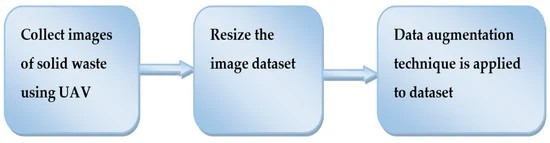 Collect images
of solid waste
using UAV
Resize the
image dataset
Data augmentation
technique is applied
to dataset